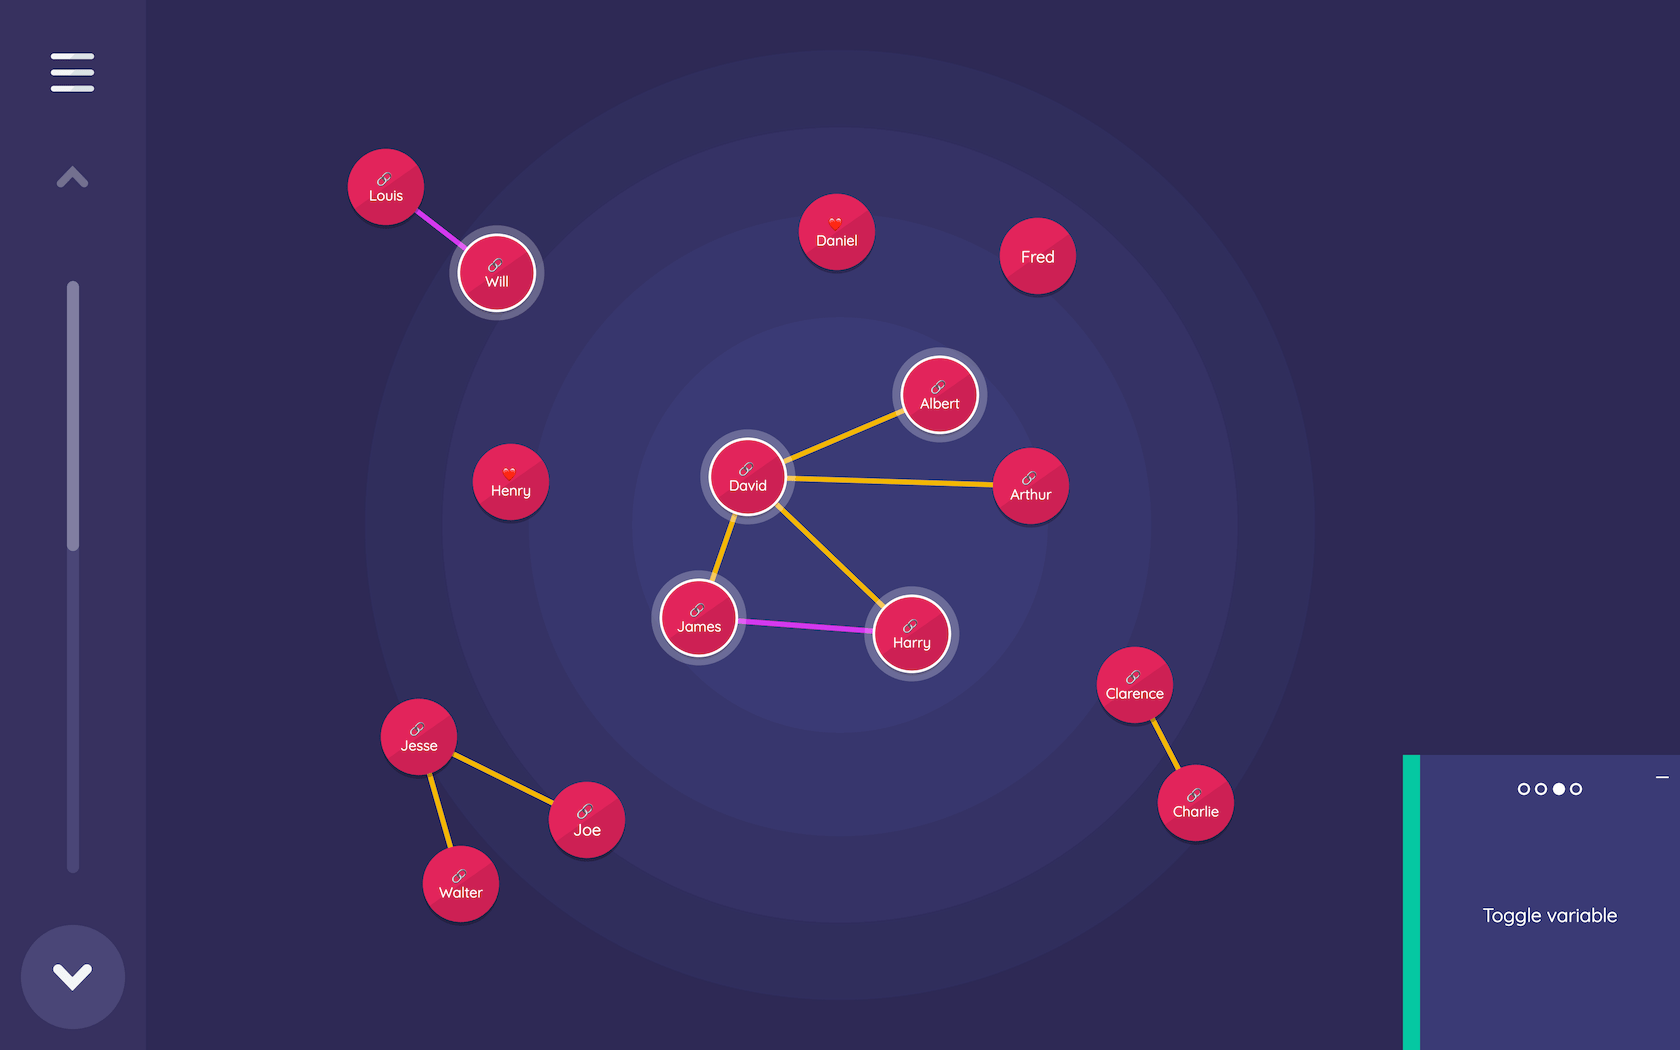 Louis
Daniel
Fred
Will
Albert
David
Henry
Arthur
James
Harry
Clarence
Jesse
Charlie
Joe
Walter
Toggle variable